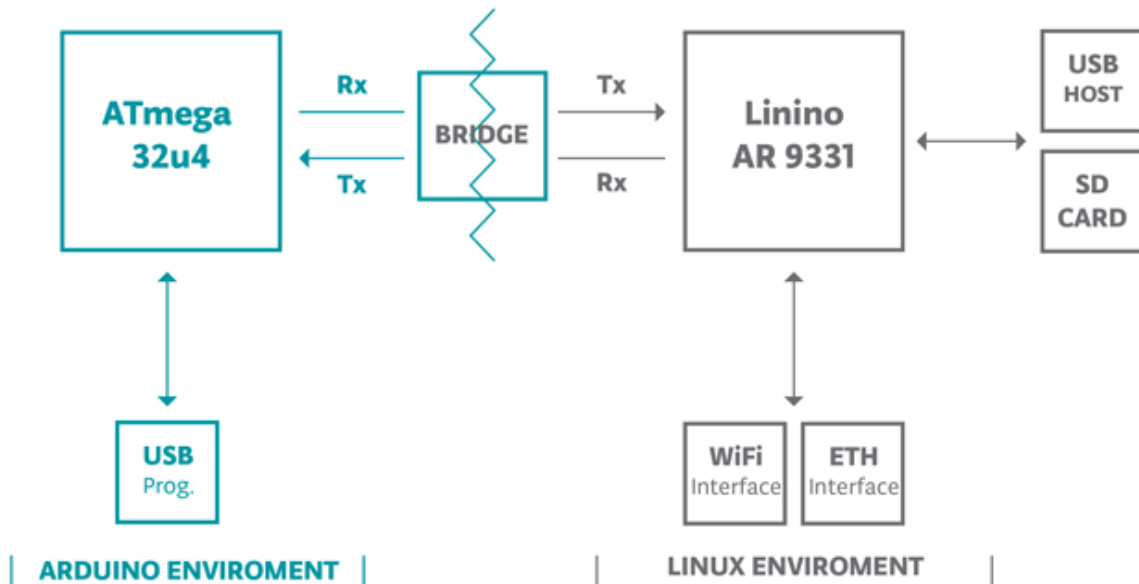 ATmega
32u4
Rx
Tx
BRIDGE
Tx
Rx
Linino
AR 9331
USB
HOST
SD
CARD
USB
Prog.
WiFi
Interface
ETH
Interface
ARDUINO ENVIROMENT
LINUX ENVIROMENT